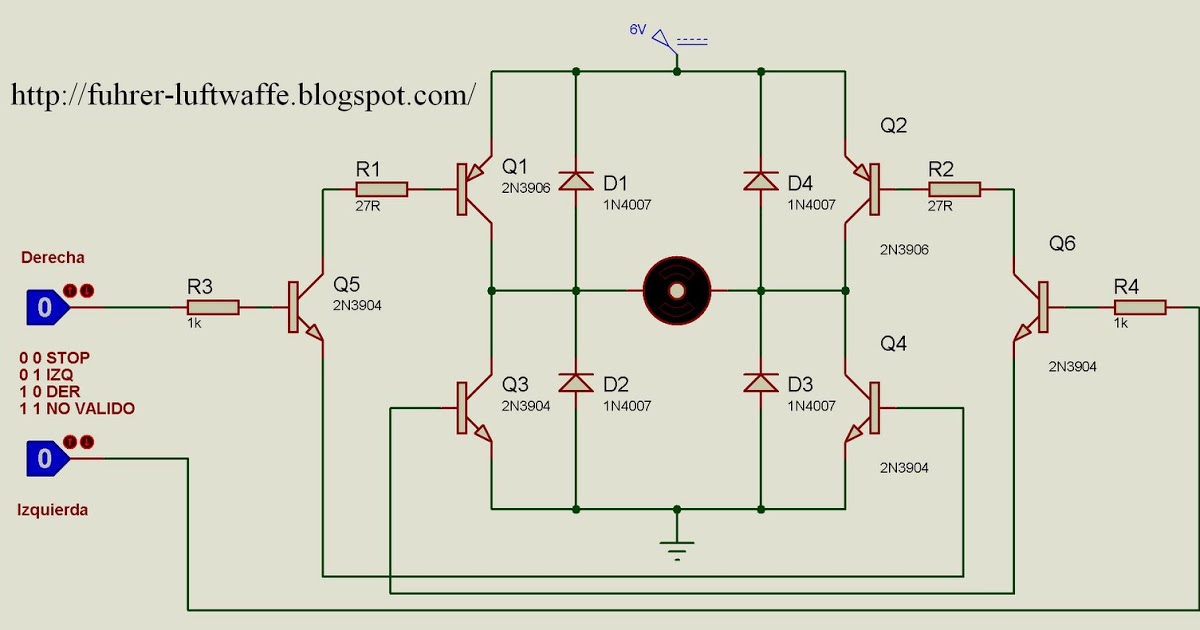 6V
http://fuhrer-luftwaffe.blogspot.com/
Q2
R1
27R
Q1
2N3906
D1
1N4007
D4
1N4007
R2
27R
2N3906
Q6
Derecha
0
R3
1k
Q5
2N3904
R4
1k
2N3904
0 0 STOP
0 1 IZQ
1 0 DER
1 1 NO VALIDO
Q4
Q3
2N3904
D2
1N4007
D3
1N4007
2N3904
0
Izquierda